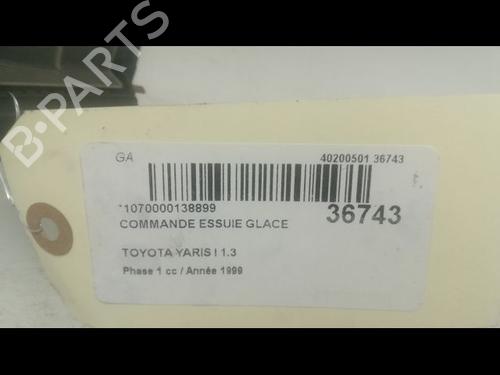 B-PARTS
GA
40200501 36743
*1070000138899
36743
COMMANDE ESSUIE GLACE
TOYOTA YARIS I 1.3
Phase 1 cc / Année 1999